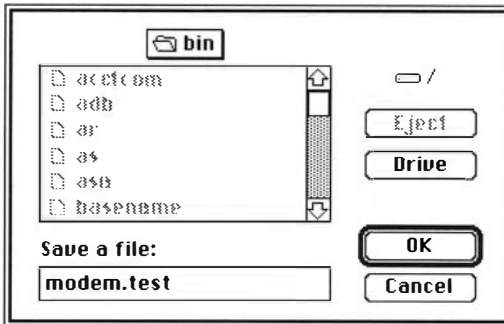 bin
acctcom
adb
ar
as
asa
basename
/
Eject
Drive
Save a file:
modem.test
OK
Cancel